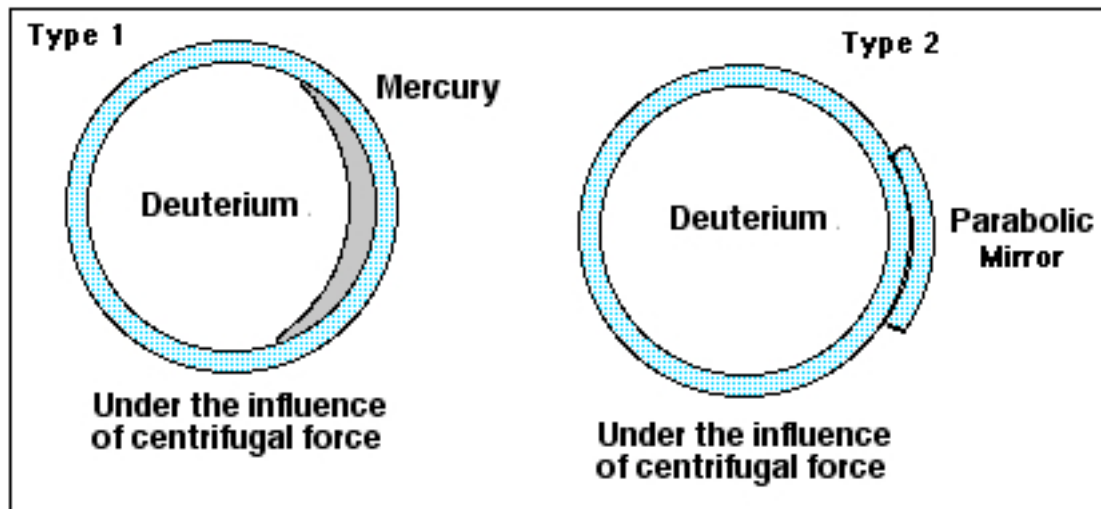 Type 1
Mercury
Deuterium
Under the influence
of centrifugal force
Type 2
Deuterium
Parabolic
Mirror
Under the influence
of centrifugal force